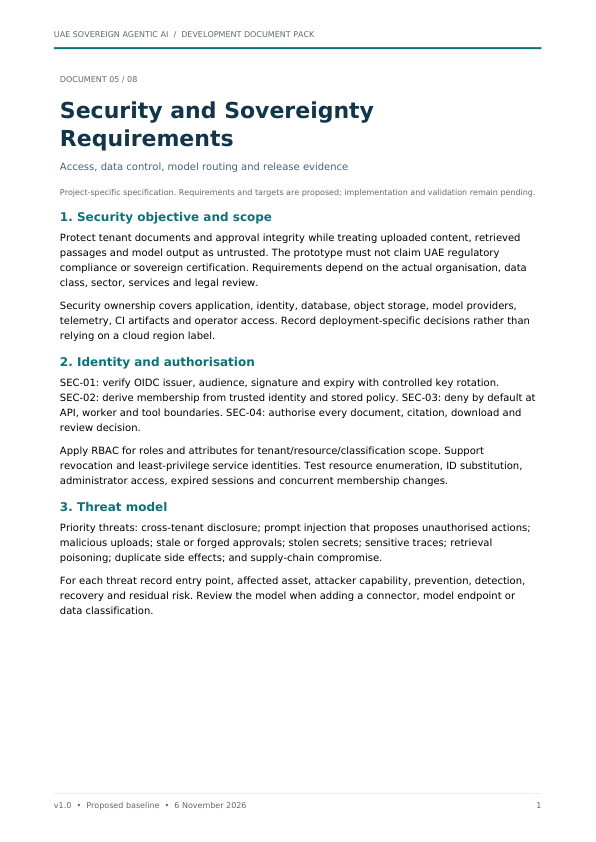 UAE SOVEREIGN AGENTIC AI / DEVELOPMENT DOCUMENT PACK
DOCUMENT 05 / 08
Security and Sovereignty
Requirements
Access, data control, model routing and release evidence
Project-specific specification. Requirements and targets are proposed; implementation and validation remain pending.
1. Security objective and scope
Protect tenant documents and approval integrity while treating uploaded content, retrieved
passages and model output as untrusted. The prototype must not claim UAE regulatory
compliance or sovereign certification. Requirements depend on the actual organisation, data
class, sector, services and legal review.
Security ownership covers application, identity, database, object storage, model providers,
telemetry, CI artifacts and operator access. Record deployment-specific decisions rather than
relying on a cloud region label.
2. Identity and authorisation
SEC-01: verify OIDC issuer, audience, signature and expiry with controlled key rotation.
SEC-02: derive membership from trusted identity and stored policy. SEC-03: deny by default at
API, worker and tool boundaries. SEC-04: authorise every document, citation, download and
review decision.
Apply RBAC for roles and attributes for tenant/resource/classification scope. Support
revocation and least-privilege service identities. Test resource enumeration, ID substitution,
administrator access, expired sessions and concurrent membership changes.
3. Threat model
Priority threats: cross-tenant disclosure; prompt injection that proposes unauthorised actions;
malicious uploads; stale or forged approvals; stolen secrets; sensitive traces; retrieval
poisoning; duplicate side effects; and supply-chain compromise.
For each threat record entry point, affected asset, attacker capability, prevention, detection,
recovery and residual risk. Review the model when adding a connector, model endpoint or
data classification.
v1.0 • Proposed baseline • 6 November 2026
1